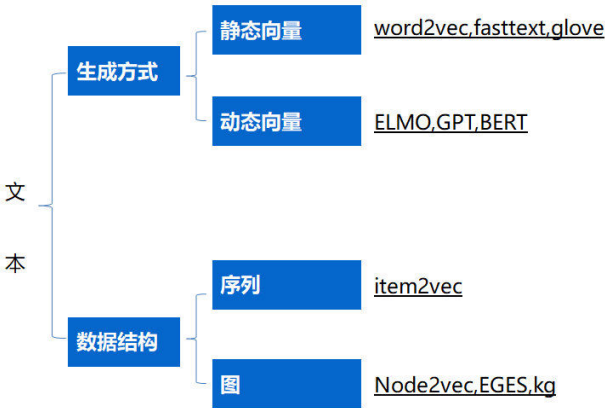 文
本
生成方式
静态向量
word2vec,fasttext,glove
动态向量
ELMO,GPT,BERT
数据结构
序列
item2vec
图
Node2vec,EGES,kg